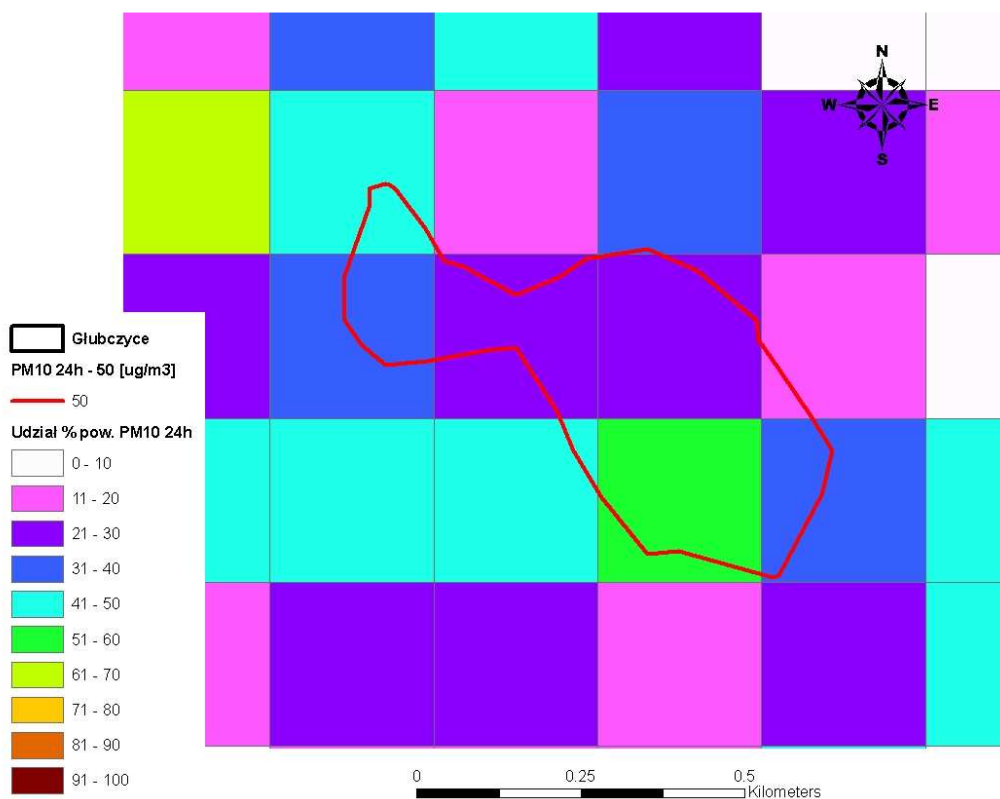 N
W
E
S
Głubczyce
PM10 24h - 50 [ug/m3]
50
Udział % pow. PM10 24h
0 - 10
11 - 20
21 - 30
31 - 40
41 - 50
51 - 60
61 - 70
71 - 80
81 - 90
91 - 100
0 0.25 0.5
Kilometers